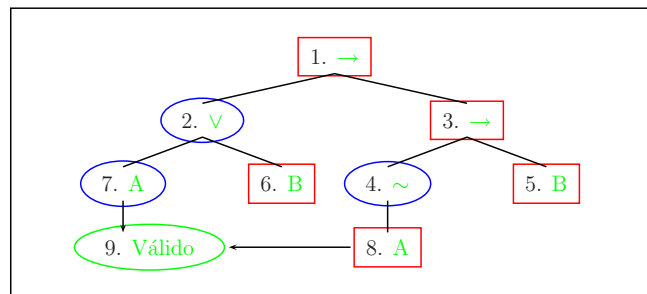 1. →
2. ∨ 3. →
7. A 6. B 4. ∼ 5. B
9. Válido 8. A